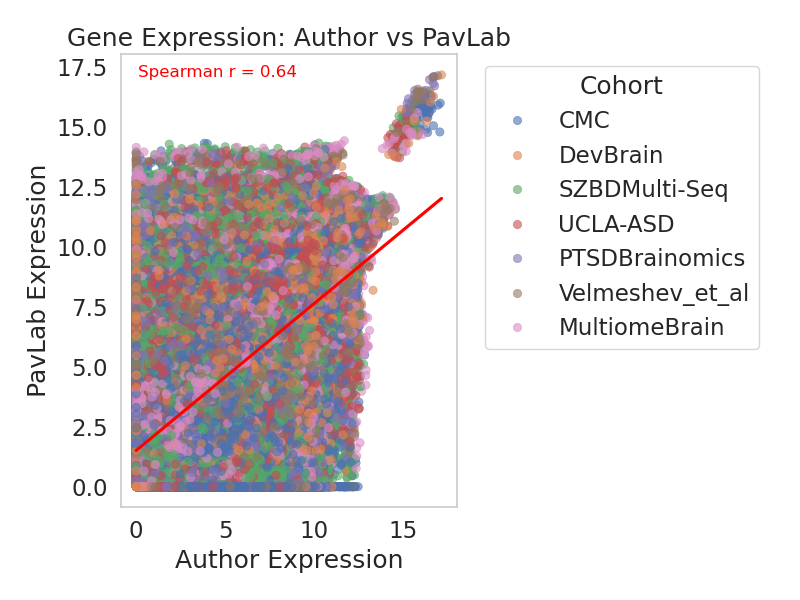 Gene Expression: Author vs PavLab
Spearman r = 0.64
17.5
15.0
12.5
10.0
7.5
5.0
2.5
0.0
PavLab Expression
0
5
10
15
Author Expression
Cohort
CMC
DevBrain
SZBDMulti-Seq
UCLA-ASD
PTSDBrainomics
Velmeshev_et_al
MultiomeBrain